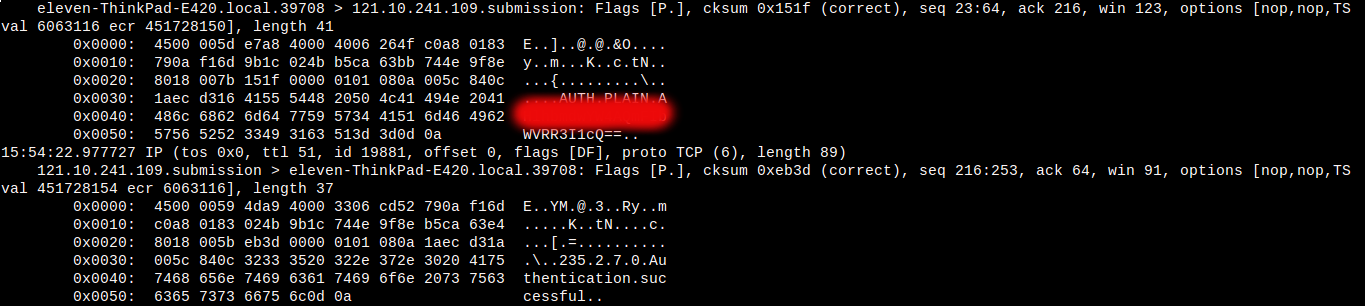 eleven-ThinkPad-E420.local.39708 > 121.10.241.109.submission: Flags [P.], cksum 0x151f (correct), seq 23:64, ack 216, win 123, options [nop,nop,TS
val 6063116 ecr 451728150], length 41
0x0000: 4500 005d e7a8 4000 4006 264f c0a8 0183 E..]..@.@.&O....
0x0010: 790a f16d 9b1c 024b b5ca 63bb 744e 9f8e y..m...K..c.tN..
0x0020: 8018 007b 151f 0000 0101 080a 005c 840c ...{.........\..
0x0030: 1aec d316 4155 5448 2050 4c41 494e 2041 ....AUTH.PLAIN.A
0x0040: 486c 6862 6d64 7759 5734 4151 6d46 4962
0x0050: 5756 5252 3349 3163 513d 3d0d 0a WVRR3I1cQ==..
15:54:22.977727 IP (tos 0x0, ttl 51, id 19881, offset 0, flags [DF], proto TCP (6), length 89)
121.10.241.109.submission > eleven-ThinkPad-E420.local.39708: Flags [P.], cksum 0xeb3d (correct), seq 216:253, ack 64, win 91, options [nop,nop,TS
val 451728154 ecr 6063116], length 37
0x0000: 4500 0059 4da9 4000 3306 cd52 790a f16d E..YM.@.3..Ry..m
0x0010: c0a8 0183 024b 9b1c 744e 9f8e b5ca 63e4 .....K..tN....c.
0x0020: 8018 005b eb3d 0000 0101 080a 1aec d31a ...[.=..........
0x0030: 005c 840c 3233 3520 322e 372e 3020 4175 .\..235.2.7.0.Au
0x0040: 7468 656e 7469 6361 7469 6f6e 2073 7563 thentication.suc
0x0050: 6365 7373 6675 6c0d 0a cessful..